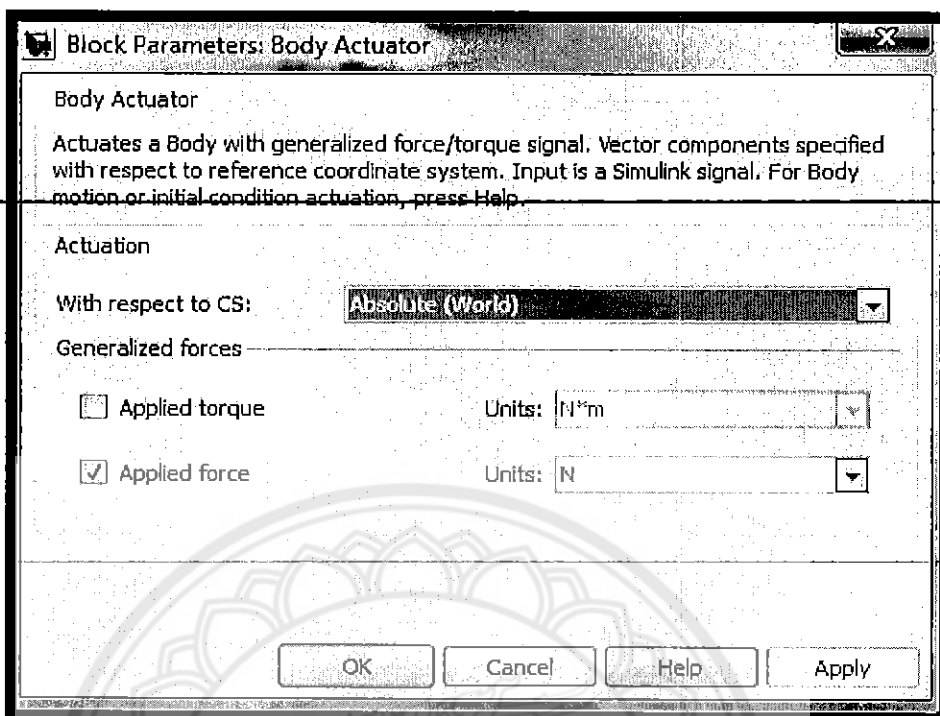 Block Parameters: Body Actuator
Body Actuator
Actuates a Body with generalized force/torque signal. Vector components specified
with respect to reference coordinate system. Input is a Simulink signal. For Body
motion or initial condition actuation, press Help.
Actuation
With respect to CS: Absolute (World)
Generalized forces
Applied torque Units: N*m
Applied force Units: N
OK Cancel Help Apply